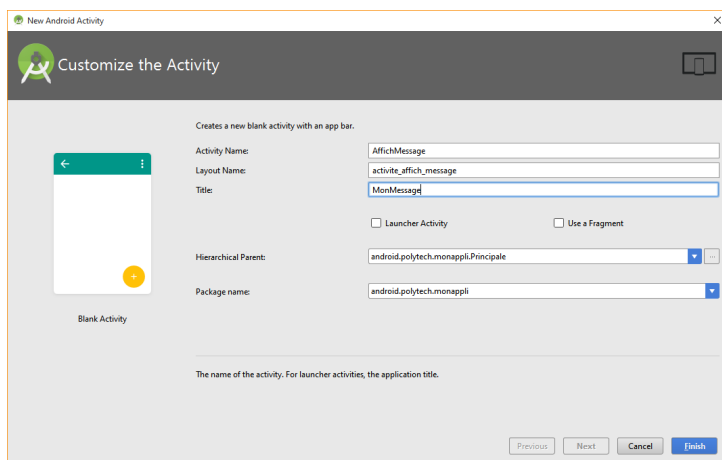 New Android Activity
Customize the Activity
Creates a new blank activity with an app bar.
Activity Name: AffichMessage
Layout Name: activite_affich_message
Title: MonMessage
Launcher Activity Use a Fragment
Hierarchical Parent: android.polytech.monappli.Principale ...
Package name: android.polytech.monappli
Blank Activity
The name of the activity. For launcher activities, the application title.
Previous Next Cancel Finish